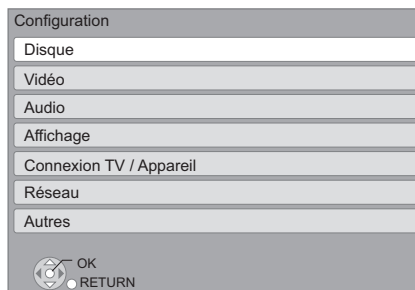 Configuration
Disque
Vidéo
Audio
Affichage
Connexion TV / Appareil
Réseau
Autres
OK
RETURN